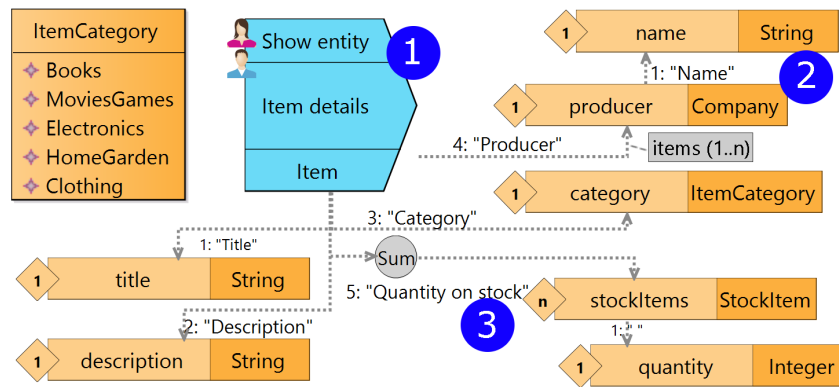 ItemCategory
Books
MoviesGames
Electronics
HomeGarden
Clothing
Show entity
1
Item details
Item
1 name String
2
1: "Name"
1 producer Company
4: "Producer"
items (1..n)
1 category ItemCategory
3: "Category"
1: "Title"
1 title String
Sum
5: "Quantity on stock"
3
n stockItems StockItem
2: "Description"
1: " "
1 description String
1 quantity Integer